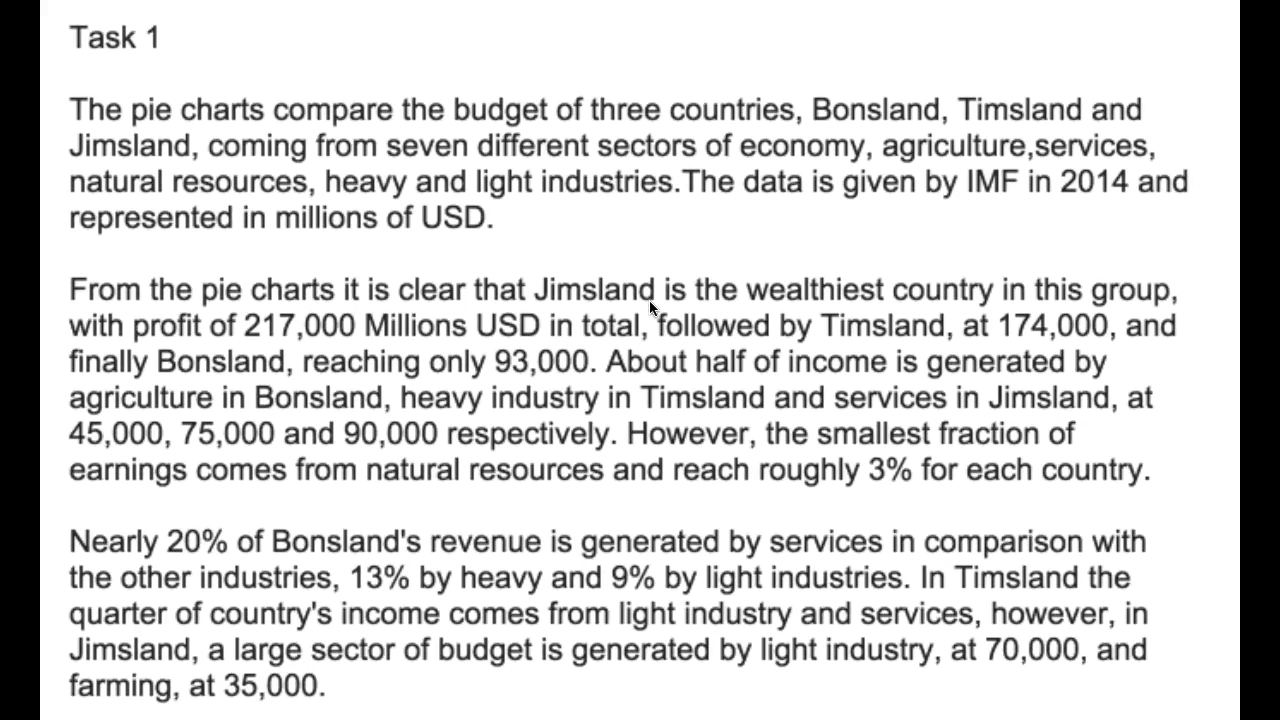 Task 1
The pie charts compare the budget of three countries, Bonsland, Timsland and
Jimsland, coming from seven different sectors of economy, agriculture,services,
natural resources, heavy and light industries.The data is given by IMF in 2014 and
represented in millions of USD.
From the pie charts it is clear that Jimsland is the wealthiest country in this group,
with profit of 217,000 Millions USD in total, followed by Timsland, at 174,000, and
finally Bonsland, reaching only 93,000. About half of income is generated by
agriculture in Bonsland, heavy industry in Timsland and services in Jimsland, at
45,000, 75,000 and 90,000 respectively. However, the smallest fraction of
earnings comes from natural resources and reach roughly 3% for each country.
Nearly 20% of Bonsland's revenue is generated by services in comparison with
the other industries, 13% by heavy and 9% by light industries. In Timsland the
quarter of country's income comes from light industry and services, however, in
Jimsland, a large sector of budget is generated by light industry, at 70,000, and
farming, at 35,000.